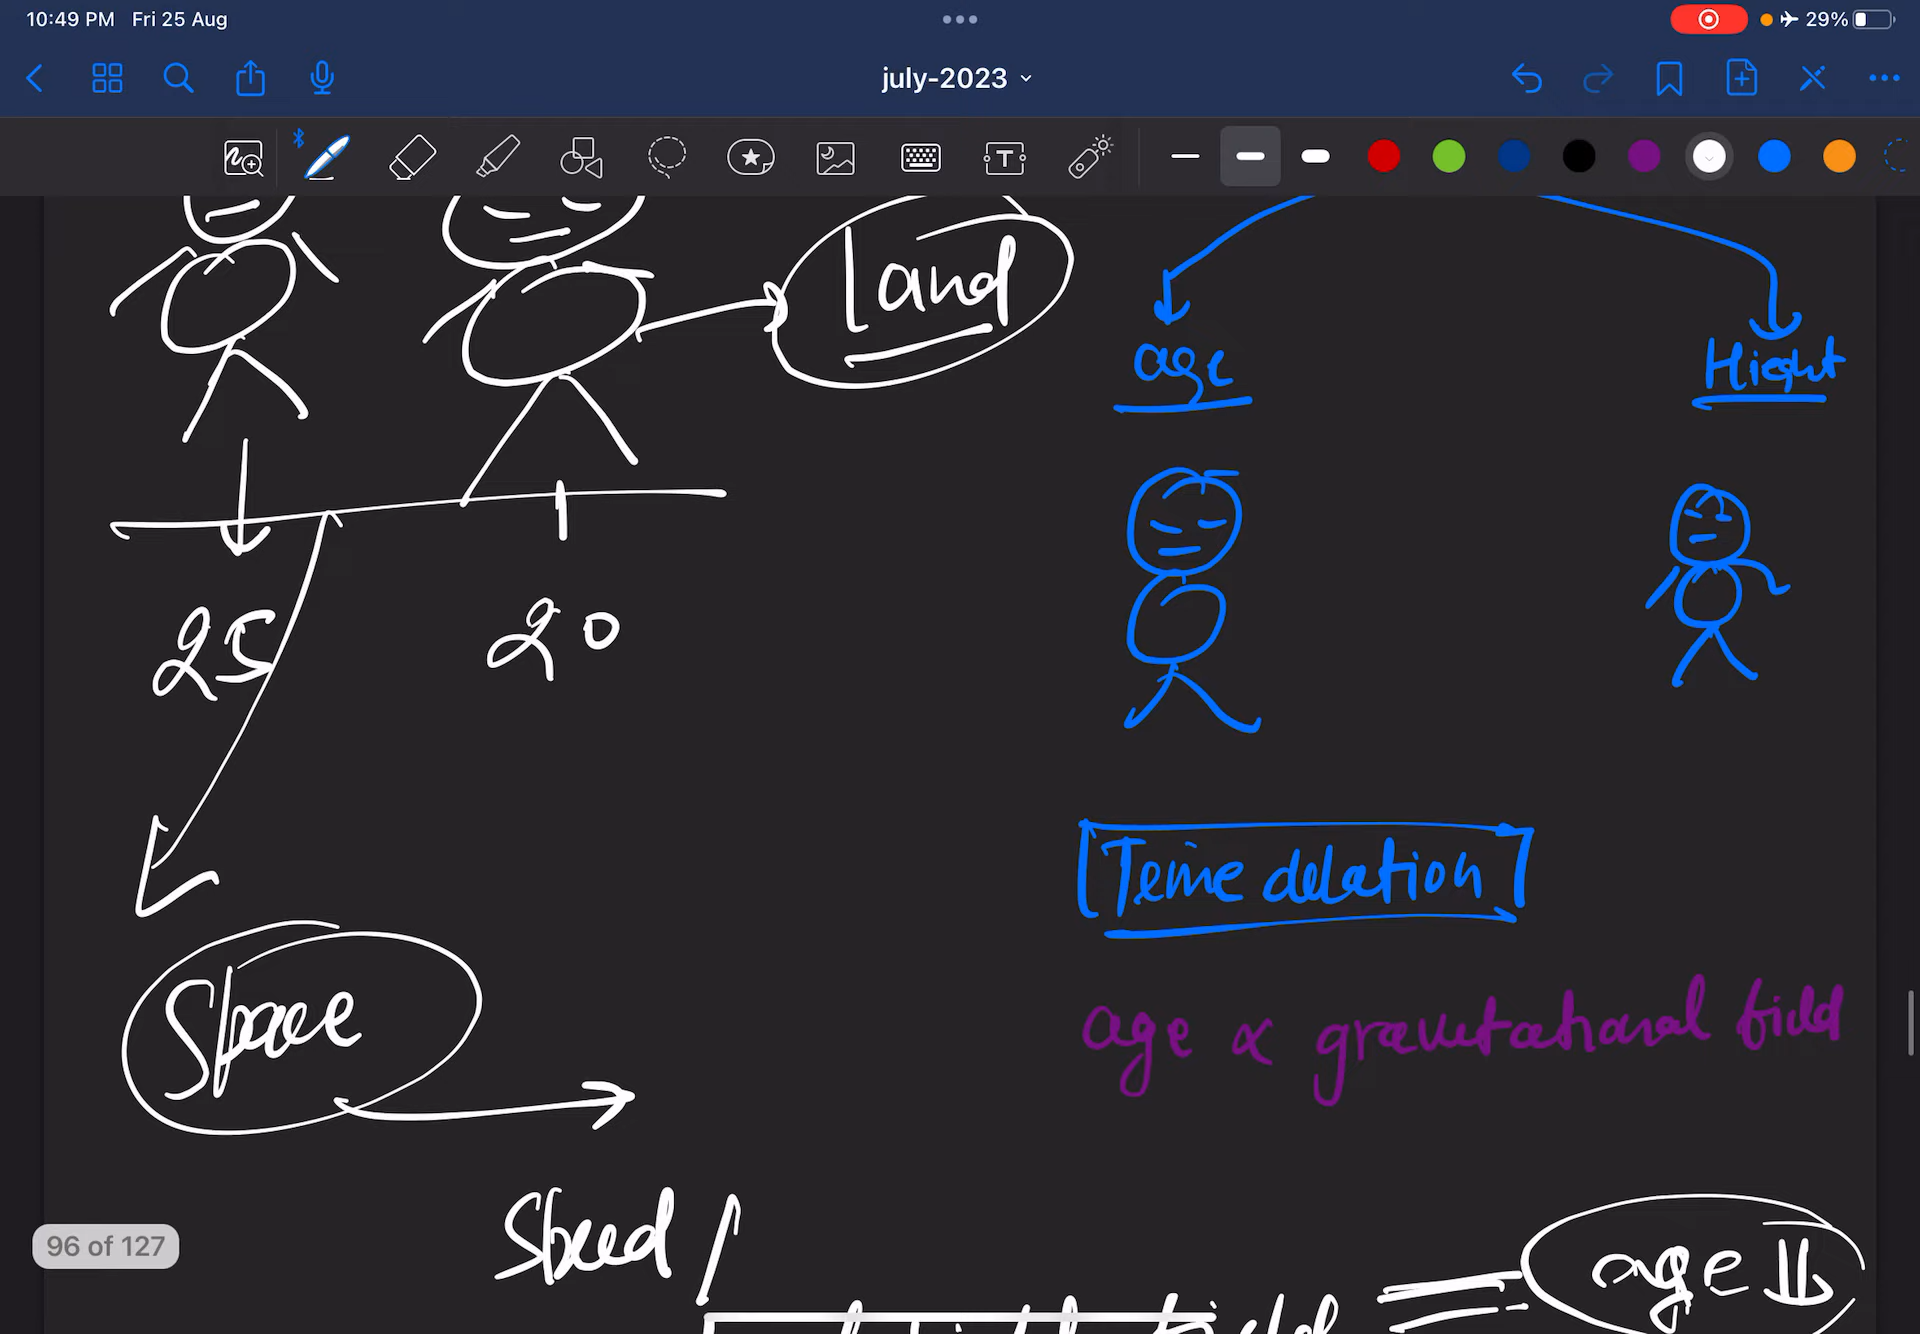 10:49 PM Fri 25 Aug
29%
july-2023
T
Land
age
Hight
25
20
Teime delation
Space
age ∝ gravitational field
Speed
96 of 127
age